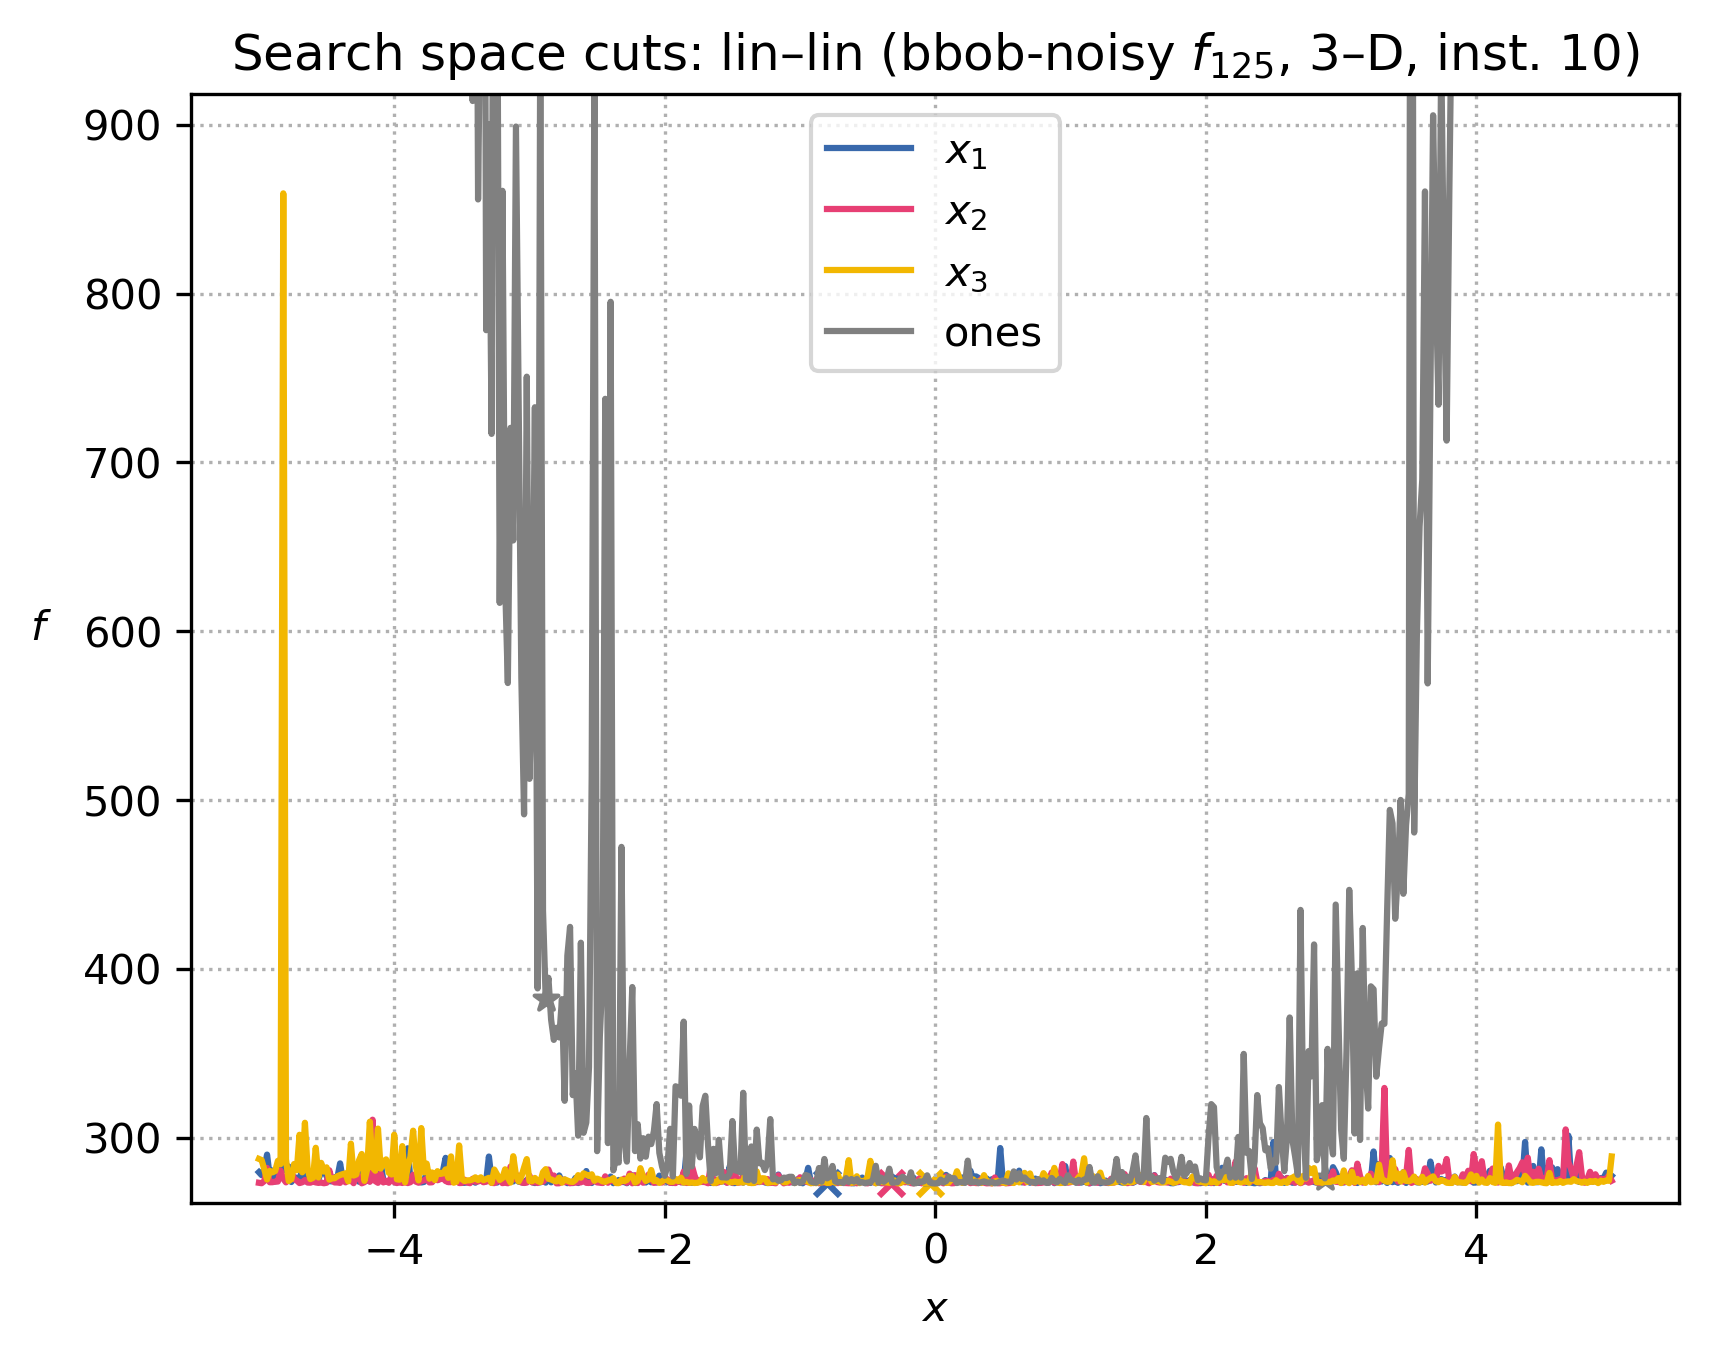 Search space cuts: lin–lin (bbob-noisy f₁₂₅, 3–D, inst. 10)
x₁
x₂
x₃
ones
900
800
700
600
500
400
300
f
−4
−2
0
2
4
x